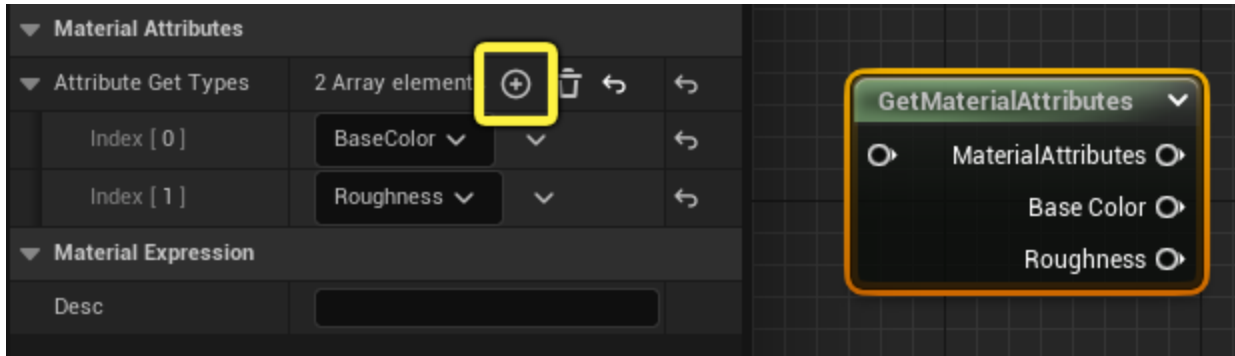 Material Attributes
Attribute Get Types 2 Array element
Index [ 0 ] BaseColor
Index [ 1 ] Roughness
Material Expression
Desc
GetMaterialAttributes
MaterialAttributes
Base Color
Roughness